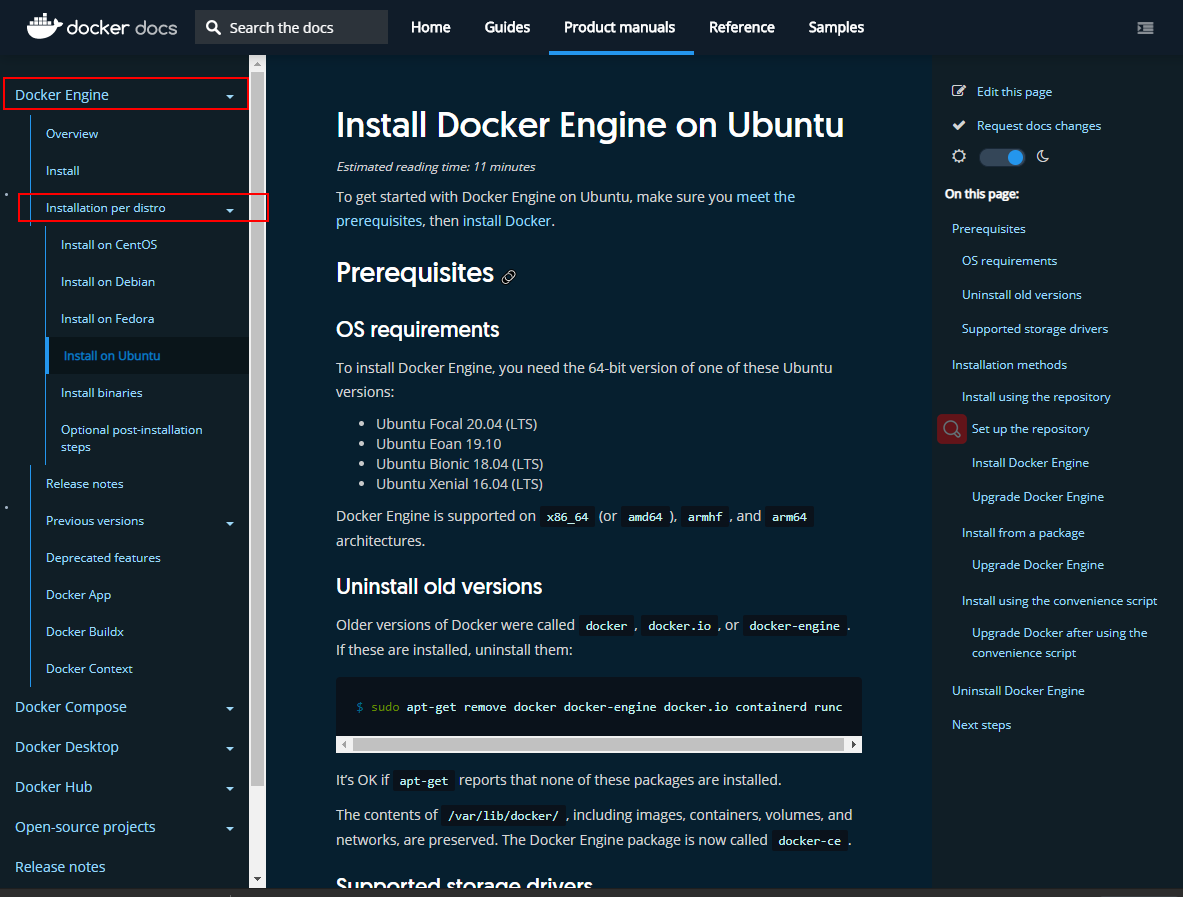 docker docs
Search the docs
Home
Guides
Product manuals
Reference
Samples
Docker Engine
Overview
Install
Installation per distro
Install on CentOS
Install on Debian
Install on Fedora
Install on Ubuntu
Install binaries
Optional post-installation
steps
Release notes
Previous versions
Deprecated features
Docker App
Docker Buildx
Docker Context
Docker Compose
Docker Desktop
Docker Hub
Open-source projects
Release notes
Install Docker Engine on Ubuntu
Estimated reading time: 11 minutes
To get started with Docker Engine on Ubuntu, make sure you meet the
prerequisites, then install Docker.
Prerequisites
OS requirements
To install Docker Engine, you need the 64-bit version of one of these Ubuntu
versions:
• Ubuntu Focal 20.04 (LTS)
• Ubuntu Eoan 19.10
• Ubuntu Bionic 18.04 (LTS)
• Ubuntu Xenial 16.04 (LTS)
Docker Engine is supported on x86_64 (or amd64 ), armhf , and arm64
architectures.
Uninstall old versions
Older versions of Docker were called docker , docker.io , or docker-engine .
If these are installed, uninstall them:
$ sudo apt-get remove docker docker-engine docker.io containerd runc
It’s OK if apt-get reports that none of these packages are installed.
The contents of /var/lib/docker/ , including images, containers, volumes, and
networks, are preserved. The Docker Engine package is now called docker-ce .
Supported storage drivers
Edit this page
Request docs changes
On this page:
Prerequisites
OS requirements
Uninstall old versions
Supported storage drivers
Installation methods
Install using the repository
Set up the repository
Install Docker Engine
Upgrade Docker Engine
Install from a package
Upgrade Docker Engine
Install using the convenience script
Upgrade Docker after using the
convenience script
Uninstall Docker Engine
Next steps